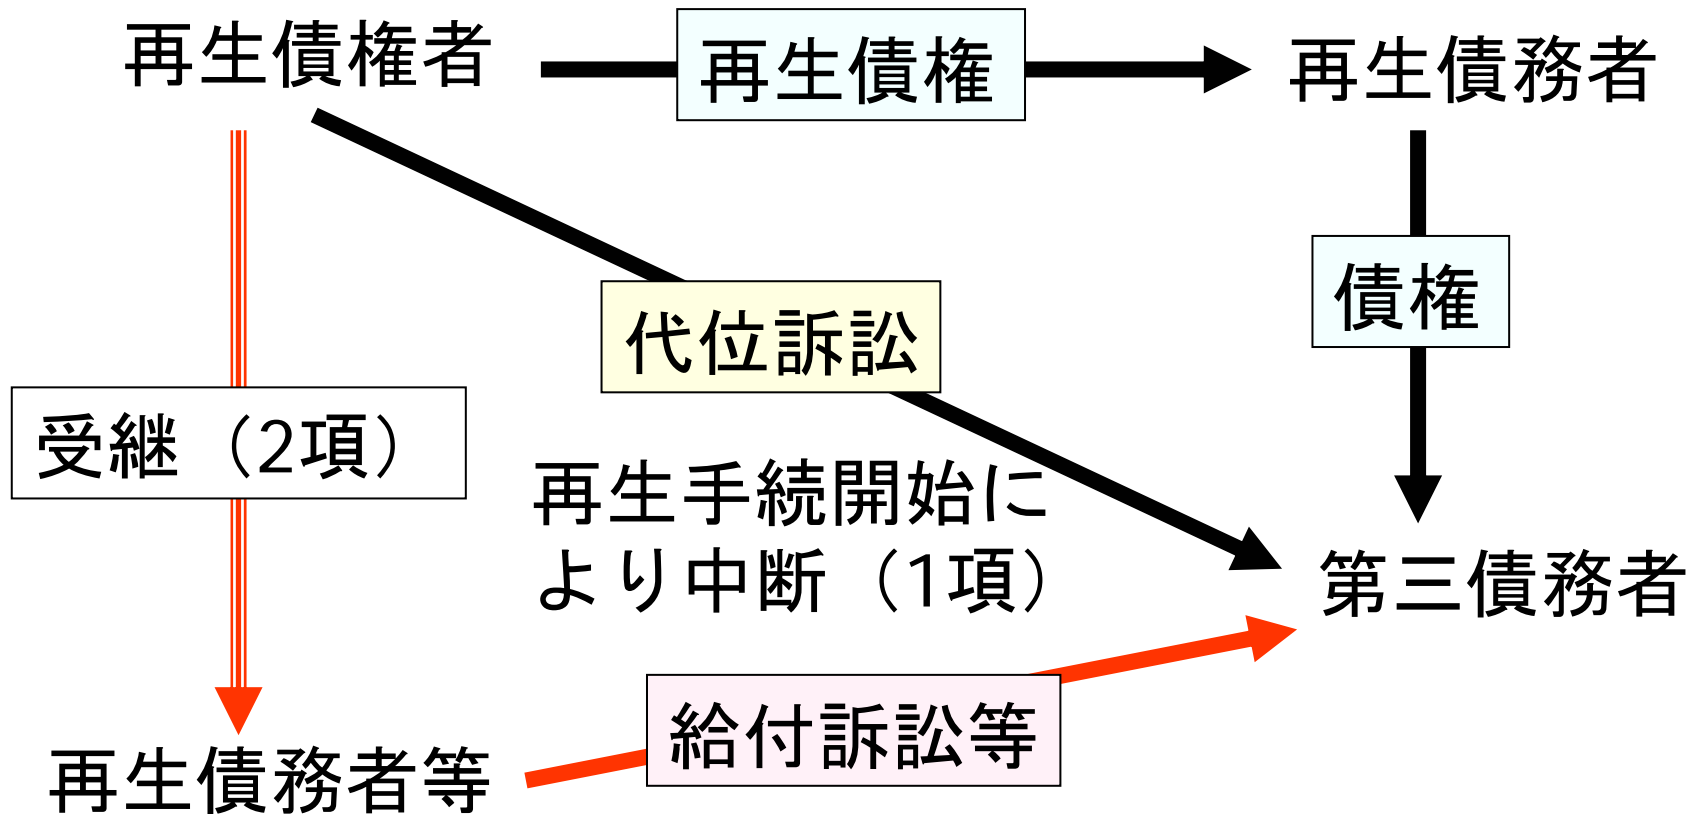 再生債権者
再生債権
再生債務者
債権
代位訴訟
受継（2項）
再生手続開始に
より中断（1項）
第三債務者
給付訴訟等
再生債務者等